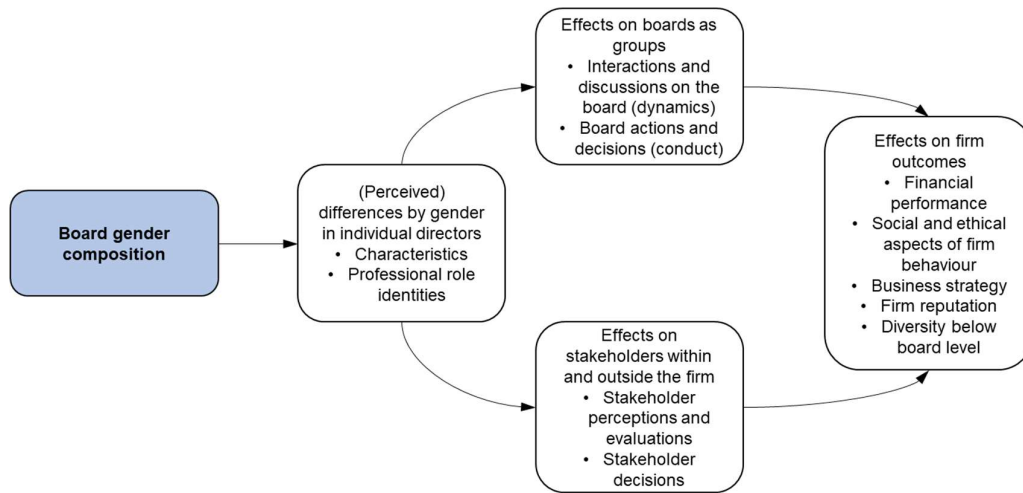 Board gender
composition
(Perceived)
differences by gender
in individual directors
• Characteristics
• Professional role
identities
Effects on boards as
groups
• Interactions and
discussions on the
board (dynamics)
• Board actions and
decisions (conduct)
Effects on
stakeholders within
and outside the firm
• Stakeholder
perceptions and
evaluations
• Stakeholder
decisions
Effects on firm
outcomes
• Financial
performance
• Social and ethical
aspects of firm
behaviour
• Business strategy
• Firm reputation
• Diversity below
board level